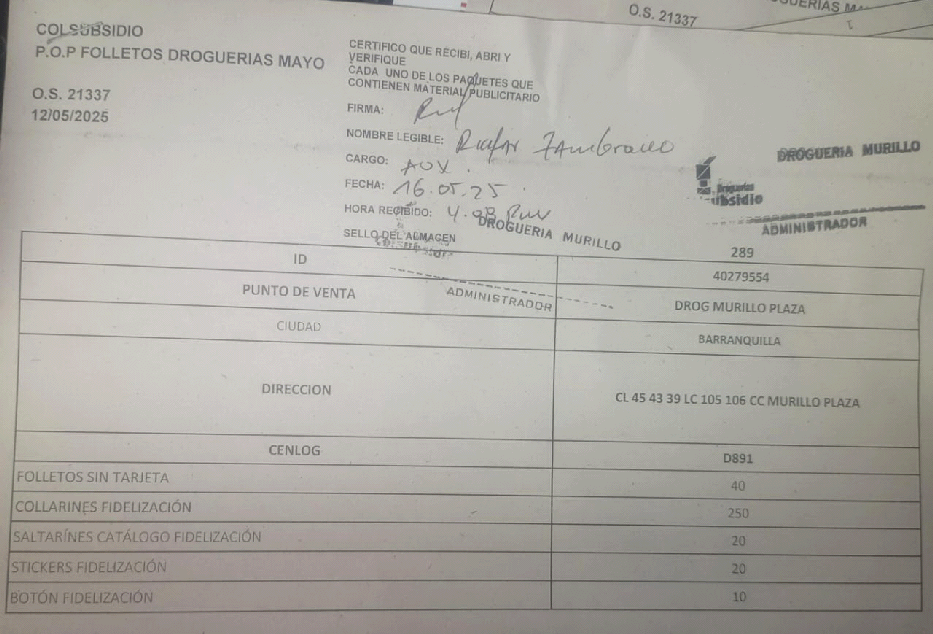 O.S. 21337
COLSUBSIDIO
P.O.P FOLLETOS DROGUERIAS MAYO
O.S. 21337
12/05/2025
CERTIFICO QUE RECIBI, ABRI Y
VERIFIQUE
CADA UNO DE LOS PAQUETES QUE
CONTIENEN MATERIAL PUBLICITARIO
FIRMA:
NOMBRE LEGIBLE: Rafar Zambrano
CARGO:
FECHA: 16.05.25
HORA RECIBIDO:
SELLO DEL ALMAGEN
DROGUERIA MURILLO
ADMINISTRADOR
DROGUERIA MURILLO
Droguerias
ADMINISTRADOR
289
ID 40279554
PUNTO DE VENTA DROG MURILLO PLAZA
CIUDAD BARRANQUILLA
DIRECCION CL 45 43 39 LC 105 106 CC MURILLO PLAZA
CENLOG D891
FOLLETOS SIN TARJETA 40
COLLARINES FIDELIZACIÓN 250
SALTARÍNES CATÁLOGO FIDELIZACIÓN 20
STICKERS FIDELIZACIÓN 20
BOTÓN FIDELIZACIÓN 10